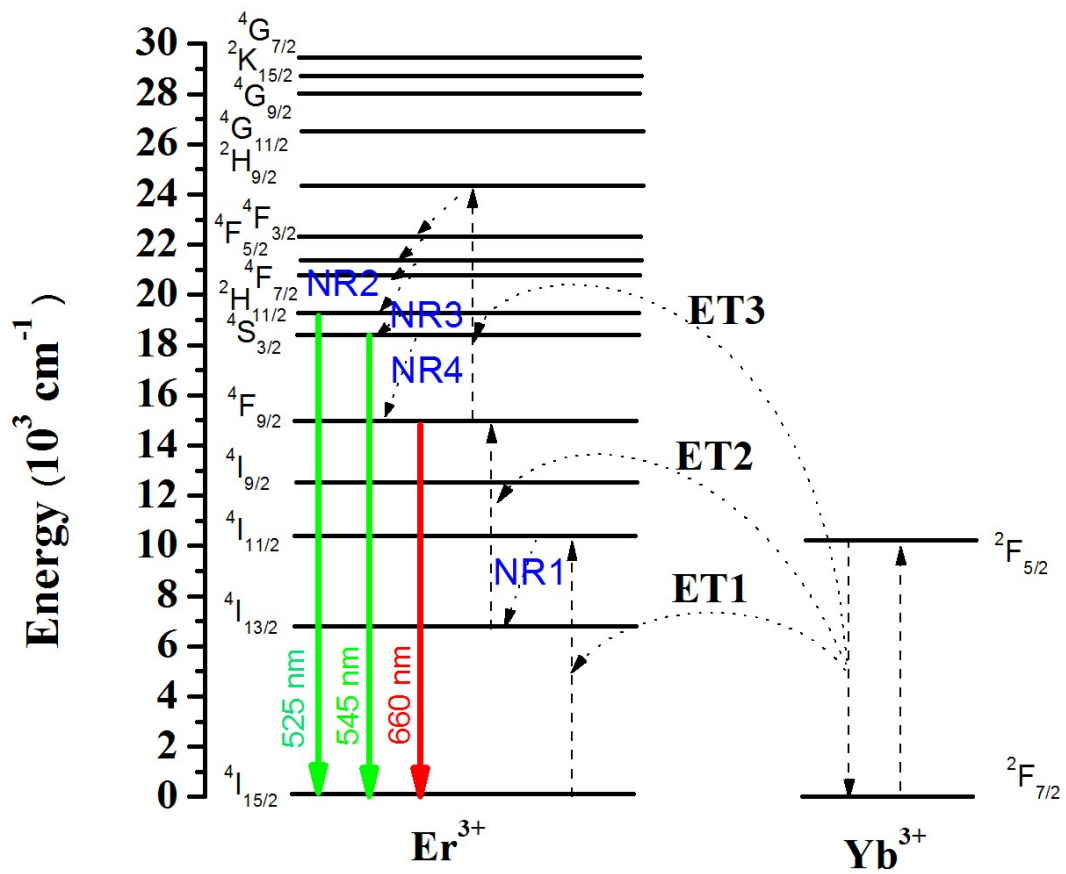 Energy (10³ cm⁻¹)
30
28
26
24
22
20
18
16
14
12
10
8
6
4
2
0
⁴G₇/₂
²K₁₅/₂
⁴G₉/₂
⁴G₁₁/₂
²H₉/₂
⁴F₃/₂
⁴F₅/₂
⁴F₇/₂
²H₁₁/₂
⁴S₃/₂
⁴F₉/₂
⁴I₉/₂
⁴I₁₁/₂
⁴I₁₃/₂
⁴I₁₅/₂
NR2
NR3
NR4
NR1
ET3
ET2
ET1
525 nm
545 nm
660 nm
²F₅/₂
²F₇/₂
Er³⁺
Yb³⁺